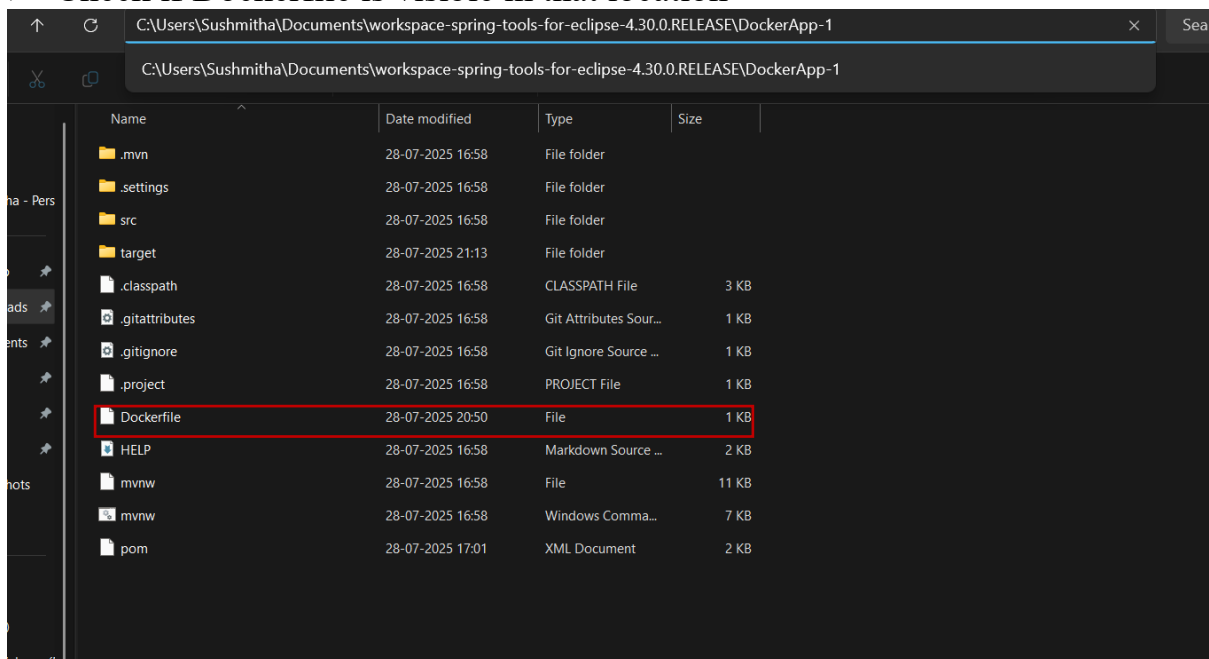 C:\Users\Sushmitha\Documents\workspace-spring-tools-for-eclipse-4.30.0.RELEASE\DockerApp-1
Sea
C:\Users\Sushmitha\Documents\workspace-spring-tools-for-eclipse-4.30.0.RELEASE\DockerApp-1
Name Date modified Type Size
.mvn 28-07-2025 16:58 File folder
.settings 28-07-2025 16:58 File folder
ha - Pers
src 28-07-2025 16:58 File folder
target 28-07-2025 21:13 File folder
.classpath 28-07-2025 16:58 CLASSPATH File 3 KB
ads
.gitattributes 28-07-2025 16:58 Git Attributes Sour... 1 KB
ents
.gitignore 28-07-2025 16:58 Git Ignore Source ... 1 KB
.project 28-07-2025 16:58 PROJECT File 1 KB
Dockerfile 28-07-2025 20:50 File 1 KB
HELP 28-07-2025 16:58 Markdown Source ... 2 KB
hots
mvnw 28-07-2025 16:58 File 11 KB
mvnw 28-07-2025 16:58 Windows Comma... 7 KB
pom 28-07-2025 17:01 XML Document 2 KB